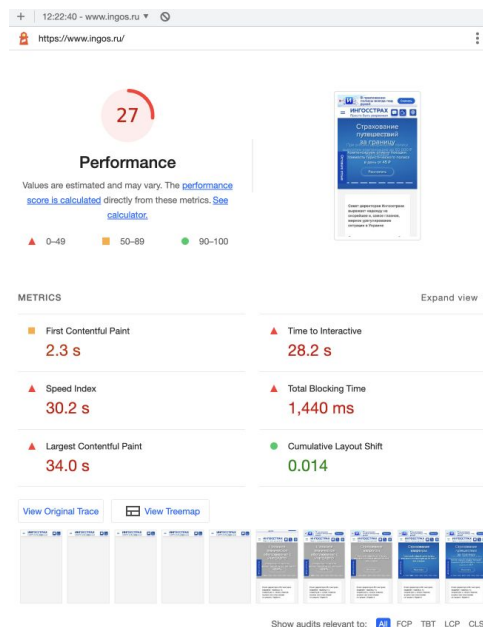 12:22:40 - www.ingos.ru
https://www.ingos.ru/
27
Performance
Values are estimated and may vary. The performance
score is calculated directly from these metrics. See
calculator.
0–49 50–89 90–100
ИНГОССТРАХ
Страхование
путешествий
за границу
METRICS
Expand view
First Contentful Paint
2.3 s
Time to Interactive
28.2 s
Speed Index
30.2 s
Total Blocking Time
1,440 ms
Largest Contentful Paint
34.0 s
Cumulative Layout Shift
0.014
View Original Trace
View Treemap
Show audits relevant to: All FCP TBT LCP CLS